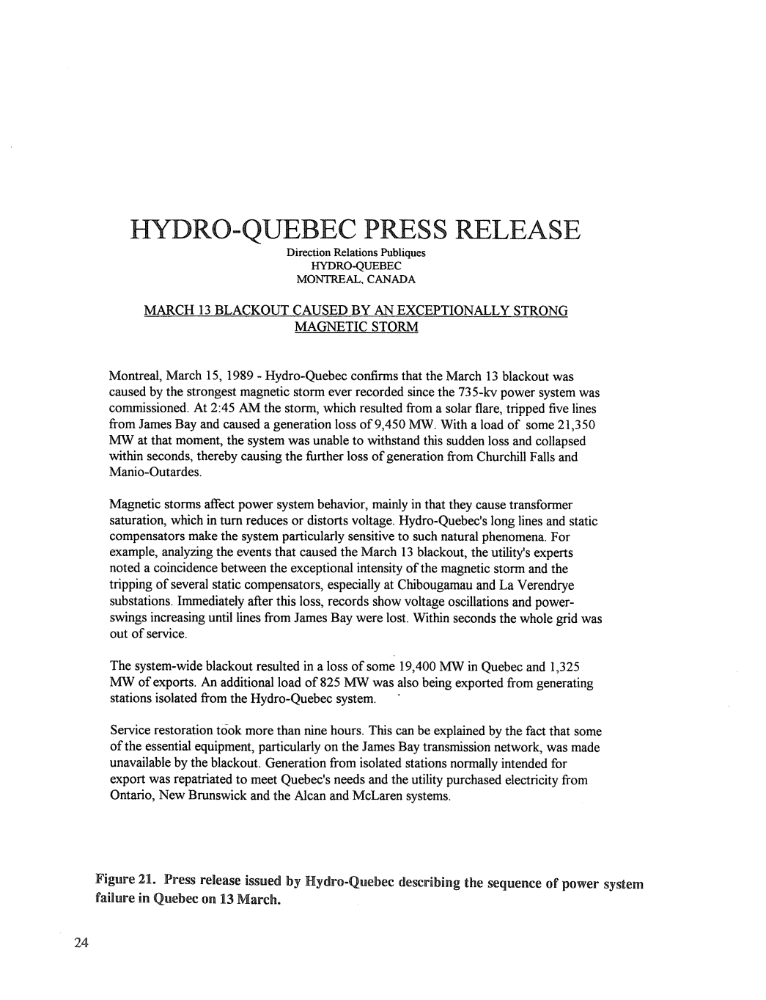 HYDRO-QUEBEC PRESS RELEASE
Direction Relations Publiques
HYDRO-QUEBEC
MONTREAL, CANADA
MARCH 13 BLACKOUT CAUSED BY AN EXCEPTIONALLY STRONG
MAGNETIC STORM
Montreal, March 15, 1989 - Hydro-Quebec confirms that the March 13 blackout was
caused by the strongest magnetic storm ever recorded since the 735-kv power system was
commissioned. At 2:45 AM the storm, which resulted from a solar flare, tripped five lines
from James Bay and caused a generation loss of 9,450 MW. With a load of some 21,350
MW at that moment, the system was unable to withstand this sudden loss and collapsed
within seconds, thereby causing the further loss of generation from Churchill Falls and
Manio-Outardes.
Magnetic storms affect power system behavior, mainly in that they cause transformer
saturation, which in turn reduces or distorts voltage. Hydro-Quebec's long lines and static
compensators make the system particularly sensitive to such natural phenomena. For
example, analyzing the events that caused the March 13 blackout, the utility's experts
noted a coincidence between the exceptional intensity of the magnetic storm and the
tripping of several static compensators, especially at Chibougamau and La Verendrye
substations. Immediately after this loss, records show voltage oscillations and power-
swings increasing until lines from James Bay were lost. Within seconds the whole grid was
out of service.
The system-wide blackout resulted in a loss of some 19,400 MW in Quebec and 1,325
MW of exports. An additional load of 825 MW was also being exported from generating
stations isolated from the Hydro-Quebec system.
Service restoration took more than nine hours. This can be explained by the fact that some
of the essential equipment, particularly on the James Bay transmission network, was made
unavailable by the blackout. Generation from isolated stations normally intended for
export was repatriated to meet Quebec's needs and the utility purchased electricity from
Ontario, New Brunswick and the Alcan and McLaren systems.
Figure 21. Press release issued by Hydro-Quebec describing the sequence of power system
failure in Quebec on 13 March.
24